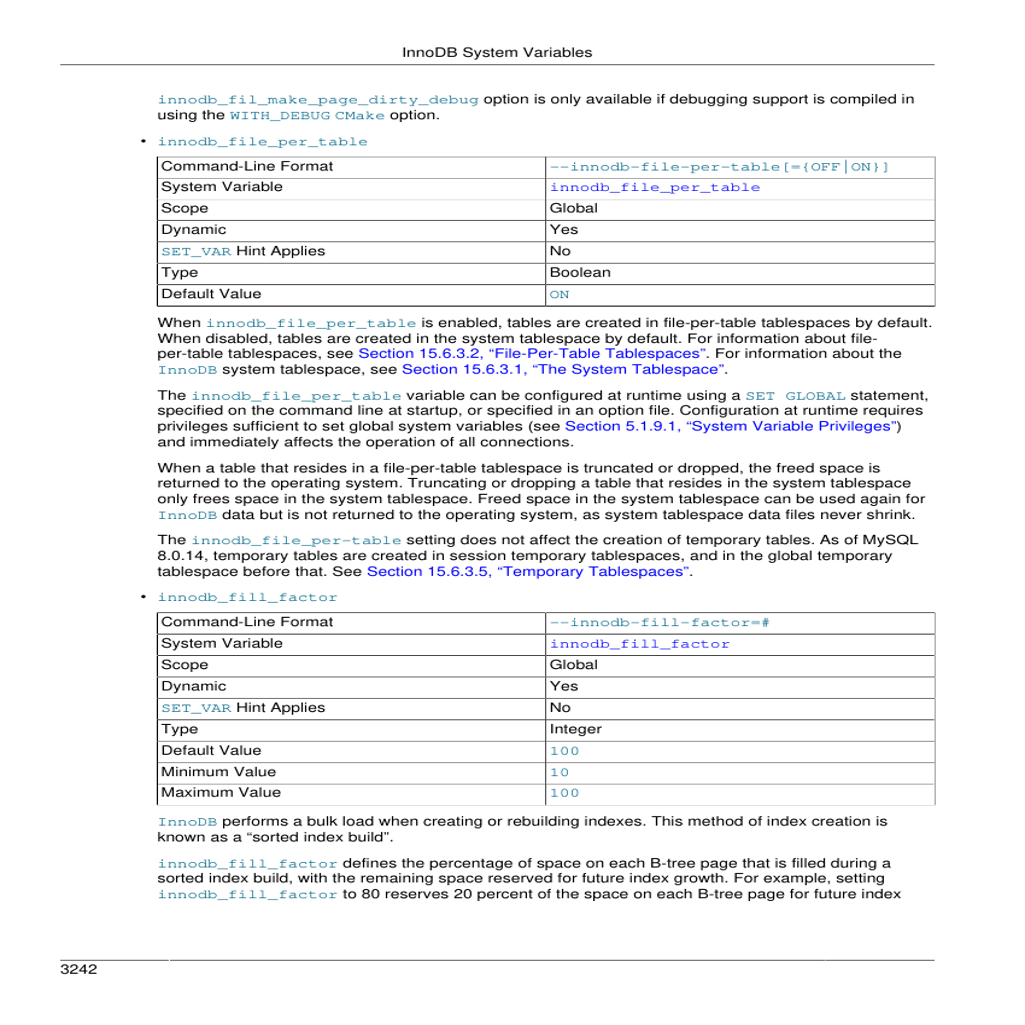 InnoDB System Variables
innodb_fil_make_page_dirty_debug option is only available if debugging support is compiled in
using the WITH_DEBUG CMake option.
• innodb_file_per_table
Command-Line Format --innodb-file-per-table[={OFF|ON}]
System Variable innodb_file_per_table
Scope Global
Dynamic Yes
SET_VAR Hint Applies No
Type Boolean
Default Value ON
When innodb_file_per_table is enabled, tables are created in file-per-table tablespaces by default.
When disabled, tables are created in the system tablespace by default. For information about file-
per-table tablespaces, see Section 15.6.3.2, “File-Per-Table Tablespaces”. For information about the
InnoDB system tablespace, see Section 15.6.3.1, “The System Tablespace”.
The innodb_file_per_table variable can be configured at runtime using a SET GLOBAL statement,
specified on the command line at startup, or specified in an option file. Configuration at runtime requires
privileges sufficient to set global system variables (see Section 5.1.9.1, “System Variable Privileges”)
and immediately affects the operation of all connections.
When a table that resides in a file-per-table tablespace is truncated or dropped, the freed space is
returned to the operating system. Truncating or dropping a table that resides in the system tablespace
only frees space in the system tablespace. Freed space in the system tablespace can be used again for
InnoDB data but is not returned to the operating system, as system tablespace data files never shrink.
The innodb_file_per-table setting does not affect the creation of temporary tables. As of MySQL
8.0.14, temporary tables are created in session temporary tablespaces, and in the global temporary
tablespace before that. See Section 15.6.3.5, “Temporary Tablespaces”.
• innodb_fill_factor
Command-Line Format --innodb-fill-factor=#
System Variable innodb_fill_factor
Scope Global
Dynamic Yes
SET_VAR Hint Applies No
Type Integer
Default Value 100
Minimum Value 10
Maximum Value 100
InnoDB performs a bulk load when creating or rebuilding indexes. This method of index creation is
known as a “sorted index build”.
innodb_fill_factor defines the percentage of space on each B-tree page that is filled during a
sorted index build, with the remaining space reserved for future index growth. For example, setting
innodb_fill_factor to 80 reserves 20 percent of the space on each B-tree page for future index
3242